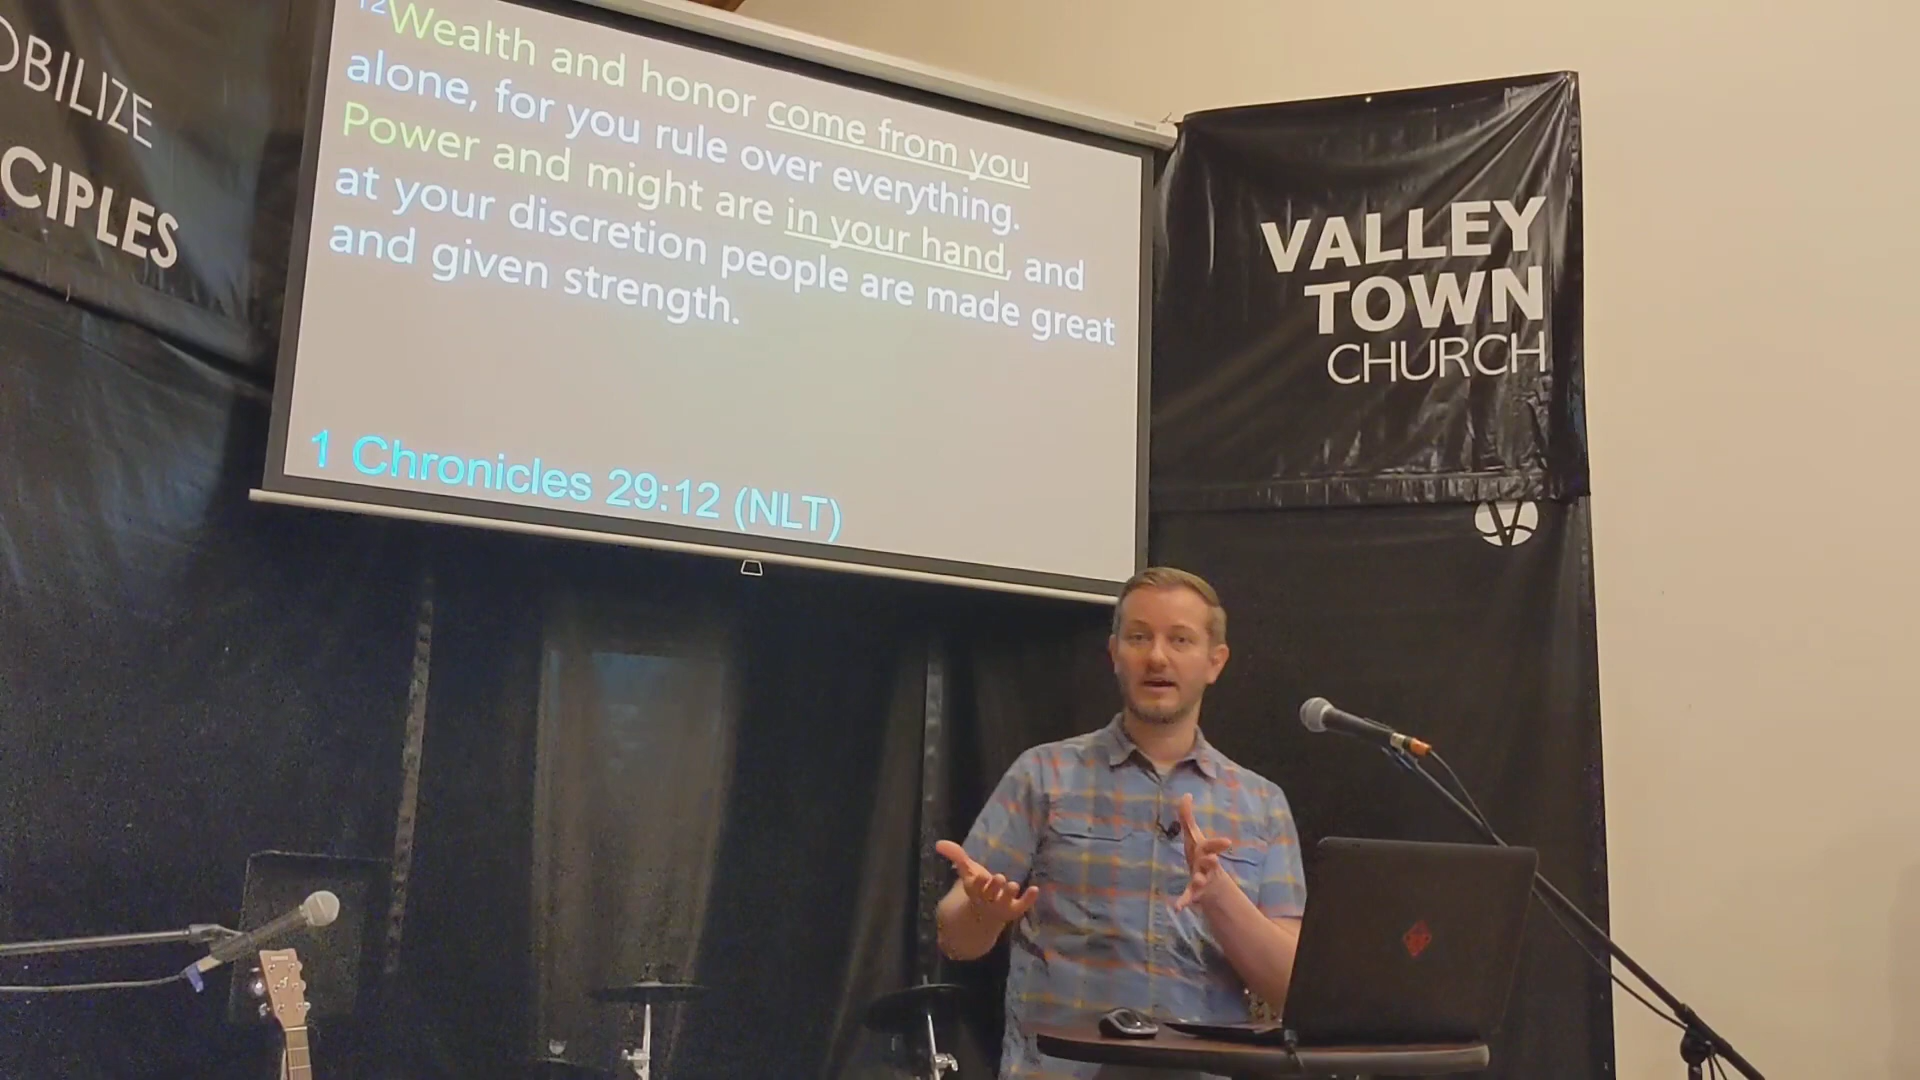 12Wealth and honor come from you
alone, for you rule over everything.
Power and might are in your hand, and
at your discretion people are made great
and given strength.
1 Chronicles 29:12 (NLT)
OBILIZE
CIPLES
VALLEY
TOWN
CHURCH